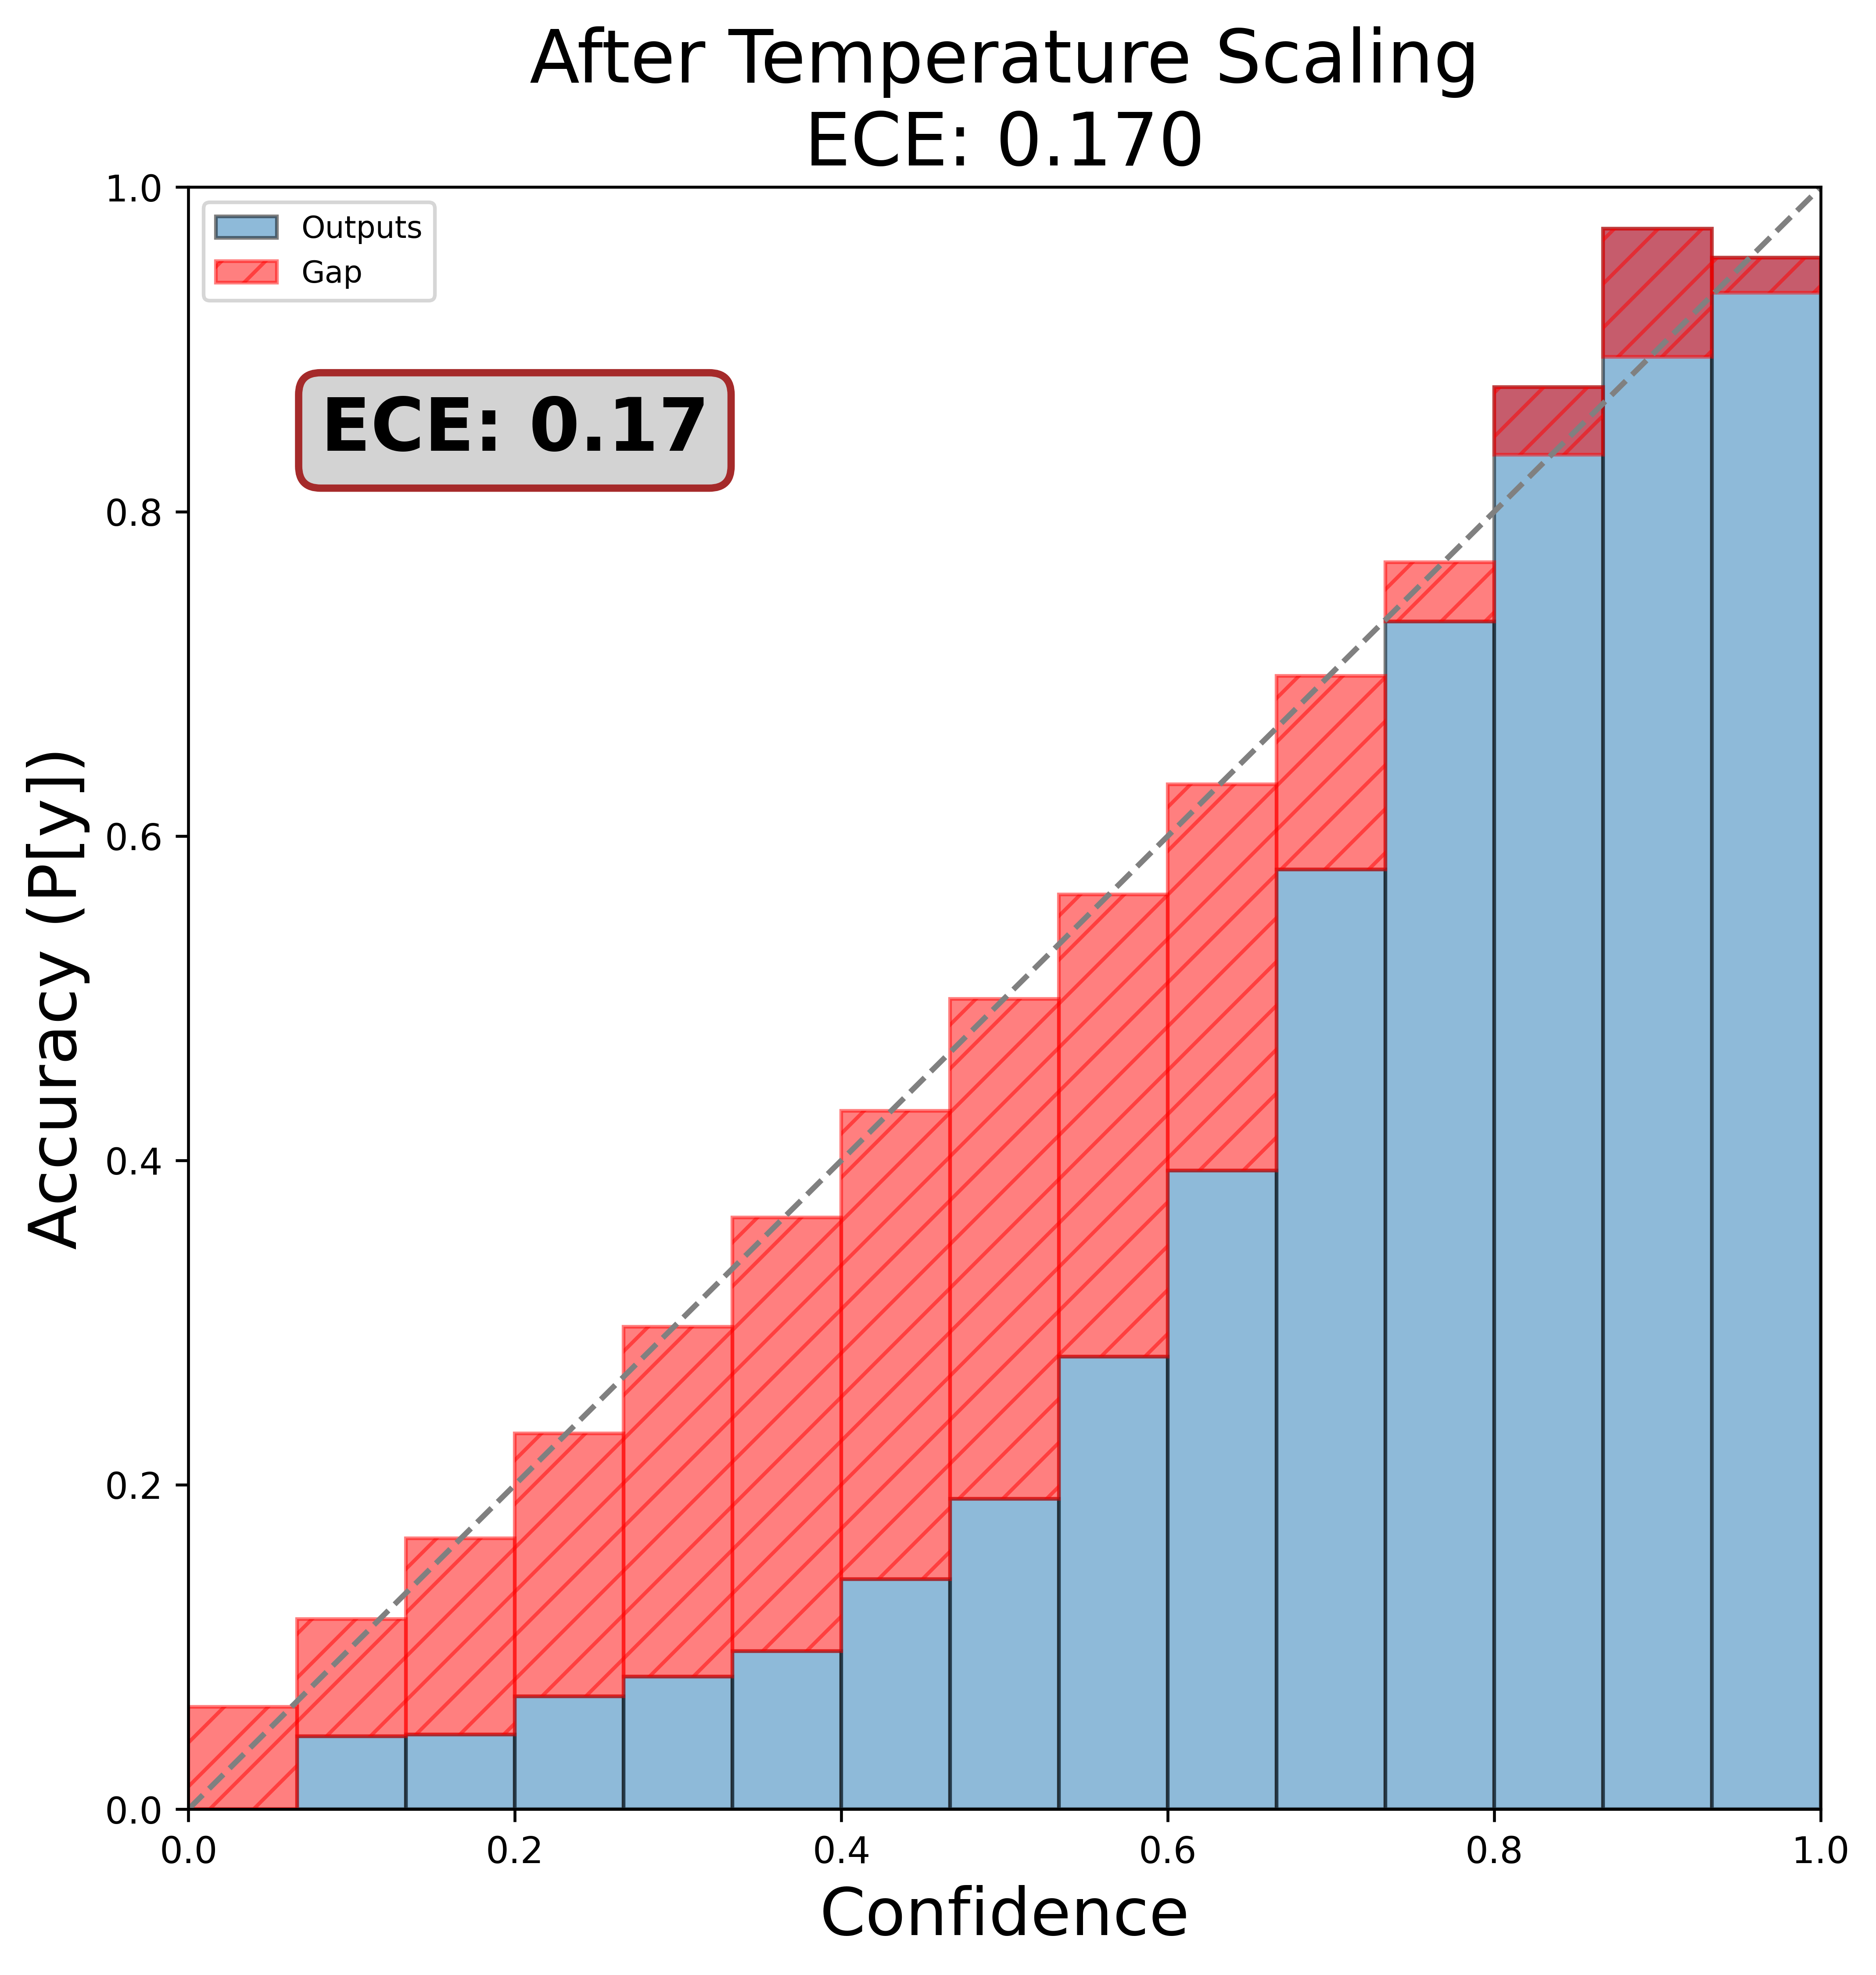 After Temperature Scaling
ECE: 0.170
Outputs
Gap
ECE: 0.17
Accuracy (P[y])
1.0
0.8
0.6
0.4
0.2
0.0
0.0 0.2 0.4 0.6 0.8 1.0
Confidence